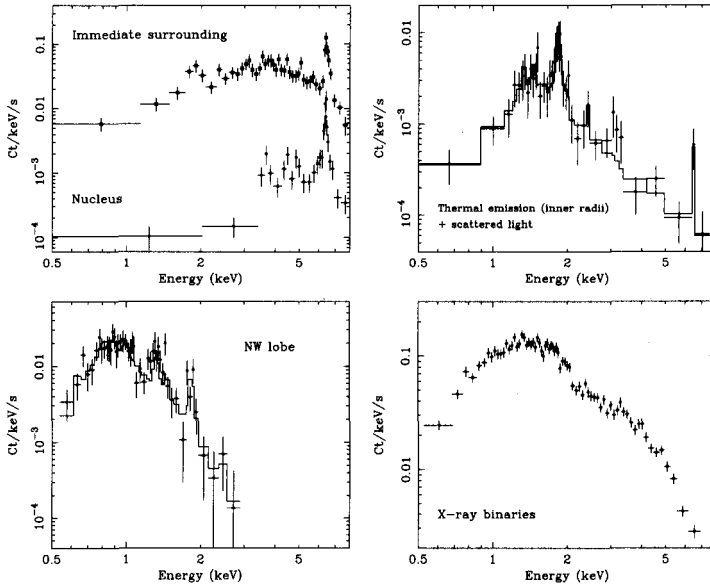 Immediate surrounding
Nucleus
Ct/keV/s
0.1
0.01
10⁻³
10⁻⁴
0.5
1
2
5
Energy (keV)
Thermal emission (inner radii)
+ scattered light
Ct/keV/s
0.01
10⁻³
10⁻⁴
0.5
1
2
5
Energy (keV)
NW lobe
Ct/keV/s
0.01
10⁻³
10⁻⁴
0.5
1
2
5
Energy (keV)
X-ray binaries
Ct/keV/s
0.1
0.01
0.5
1
2
5
Energy (keV)